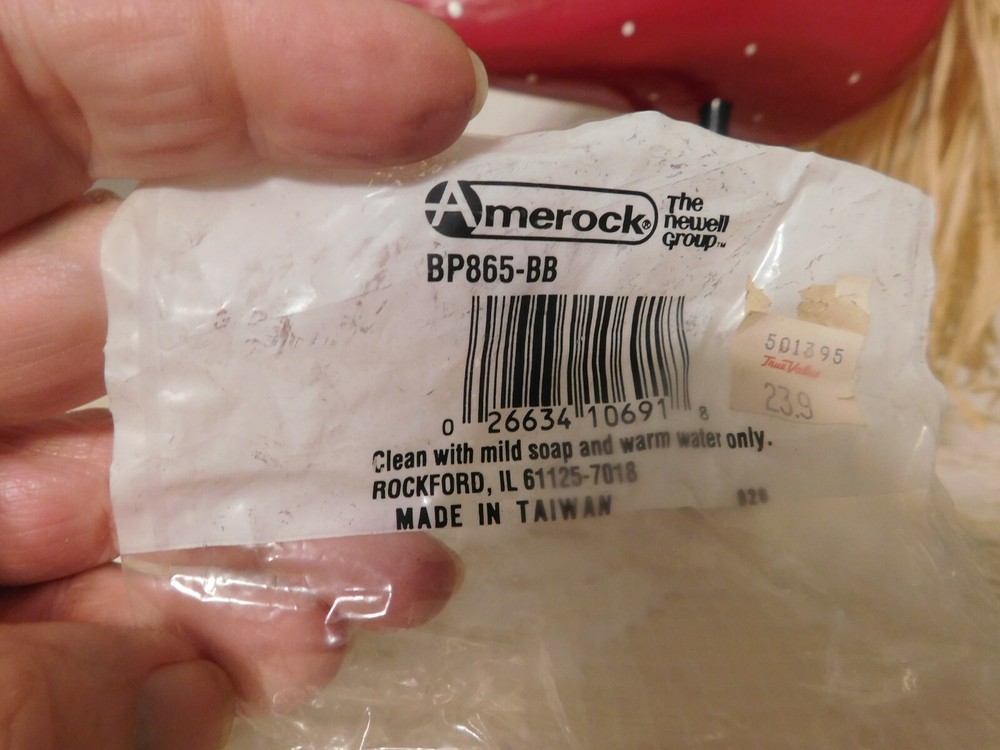 Amerock® The newell group™
BP865-BB
0 26634 10691 8
Clean with mild soap and warm water only.
ROCKFORD, IL 61125-7018
MADE IN TAIWAN
826
501395
True Value
23.9